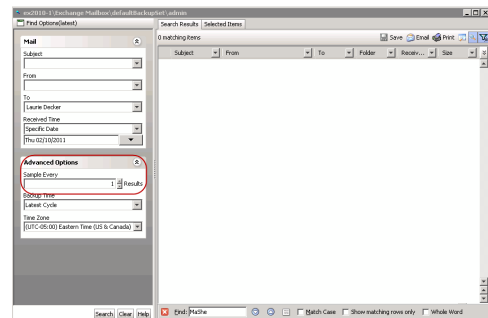 ex2010-1\Exchange Mailbox\defaultBackupSet\admin
Find Options(latest)
Mail
Subject
From
To
Laurie Decker
Received Time
Specific Date
Thu 02/10/2011
Advanced Options
Sample Every
1 Results
Backup Time
Latest Cycle
Time Zone
(UTC-05:00) Eastern Time (US & Canada)
Search Clear Help
Search Results Selected Items
0 matching items
Save Email Print
Subject From To Folder Receiv... Size
Find: MaShe Match Case Show matching rows only Whole Word